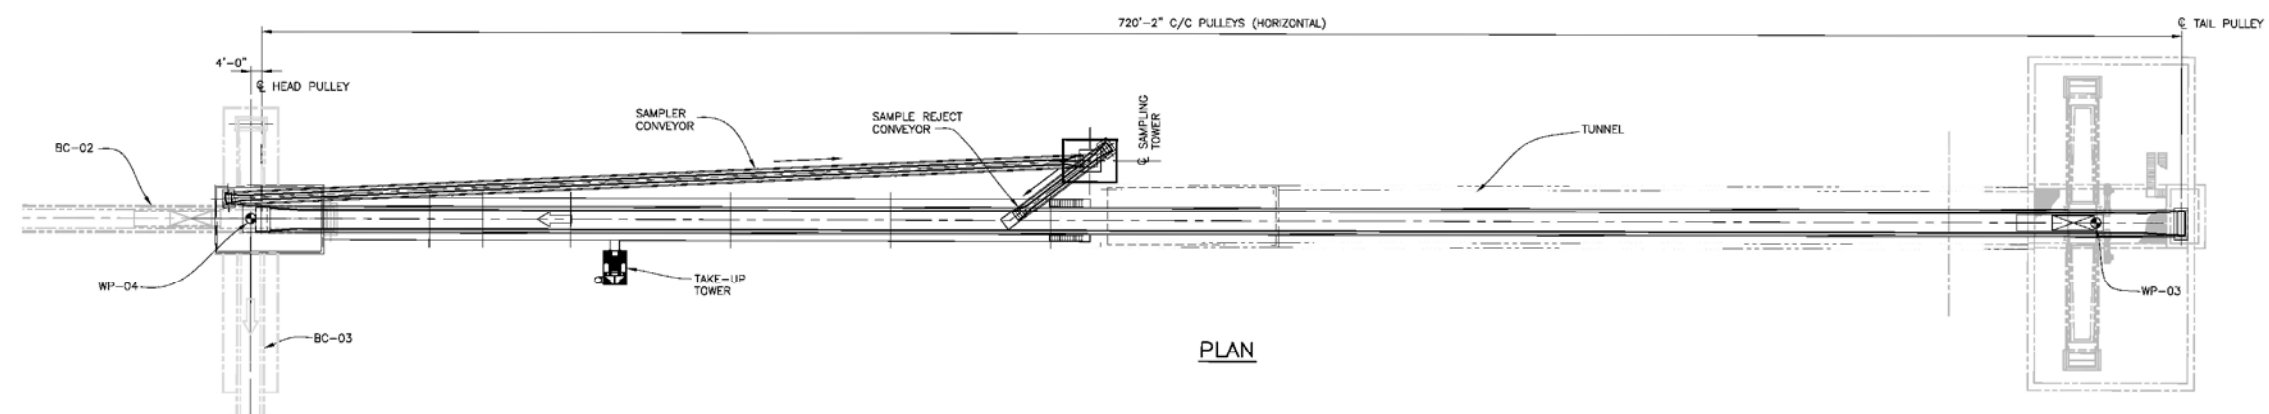 720'-2" C/C PULLEYS (HORIZONTAL)
℄ TAIL PULLEY
4'-0"
℄ HEAD PULLEY
SAMPLER
CONVEYOR
SAMPLE REJECT
CONVEYOR
℄ SAMPLING
TOWER
TUNNEL
BC-02
WP-04
TAKE-UP
TOWER
WP-03
BC-03
PLAN